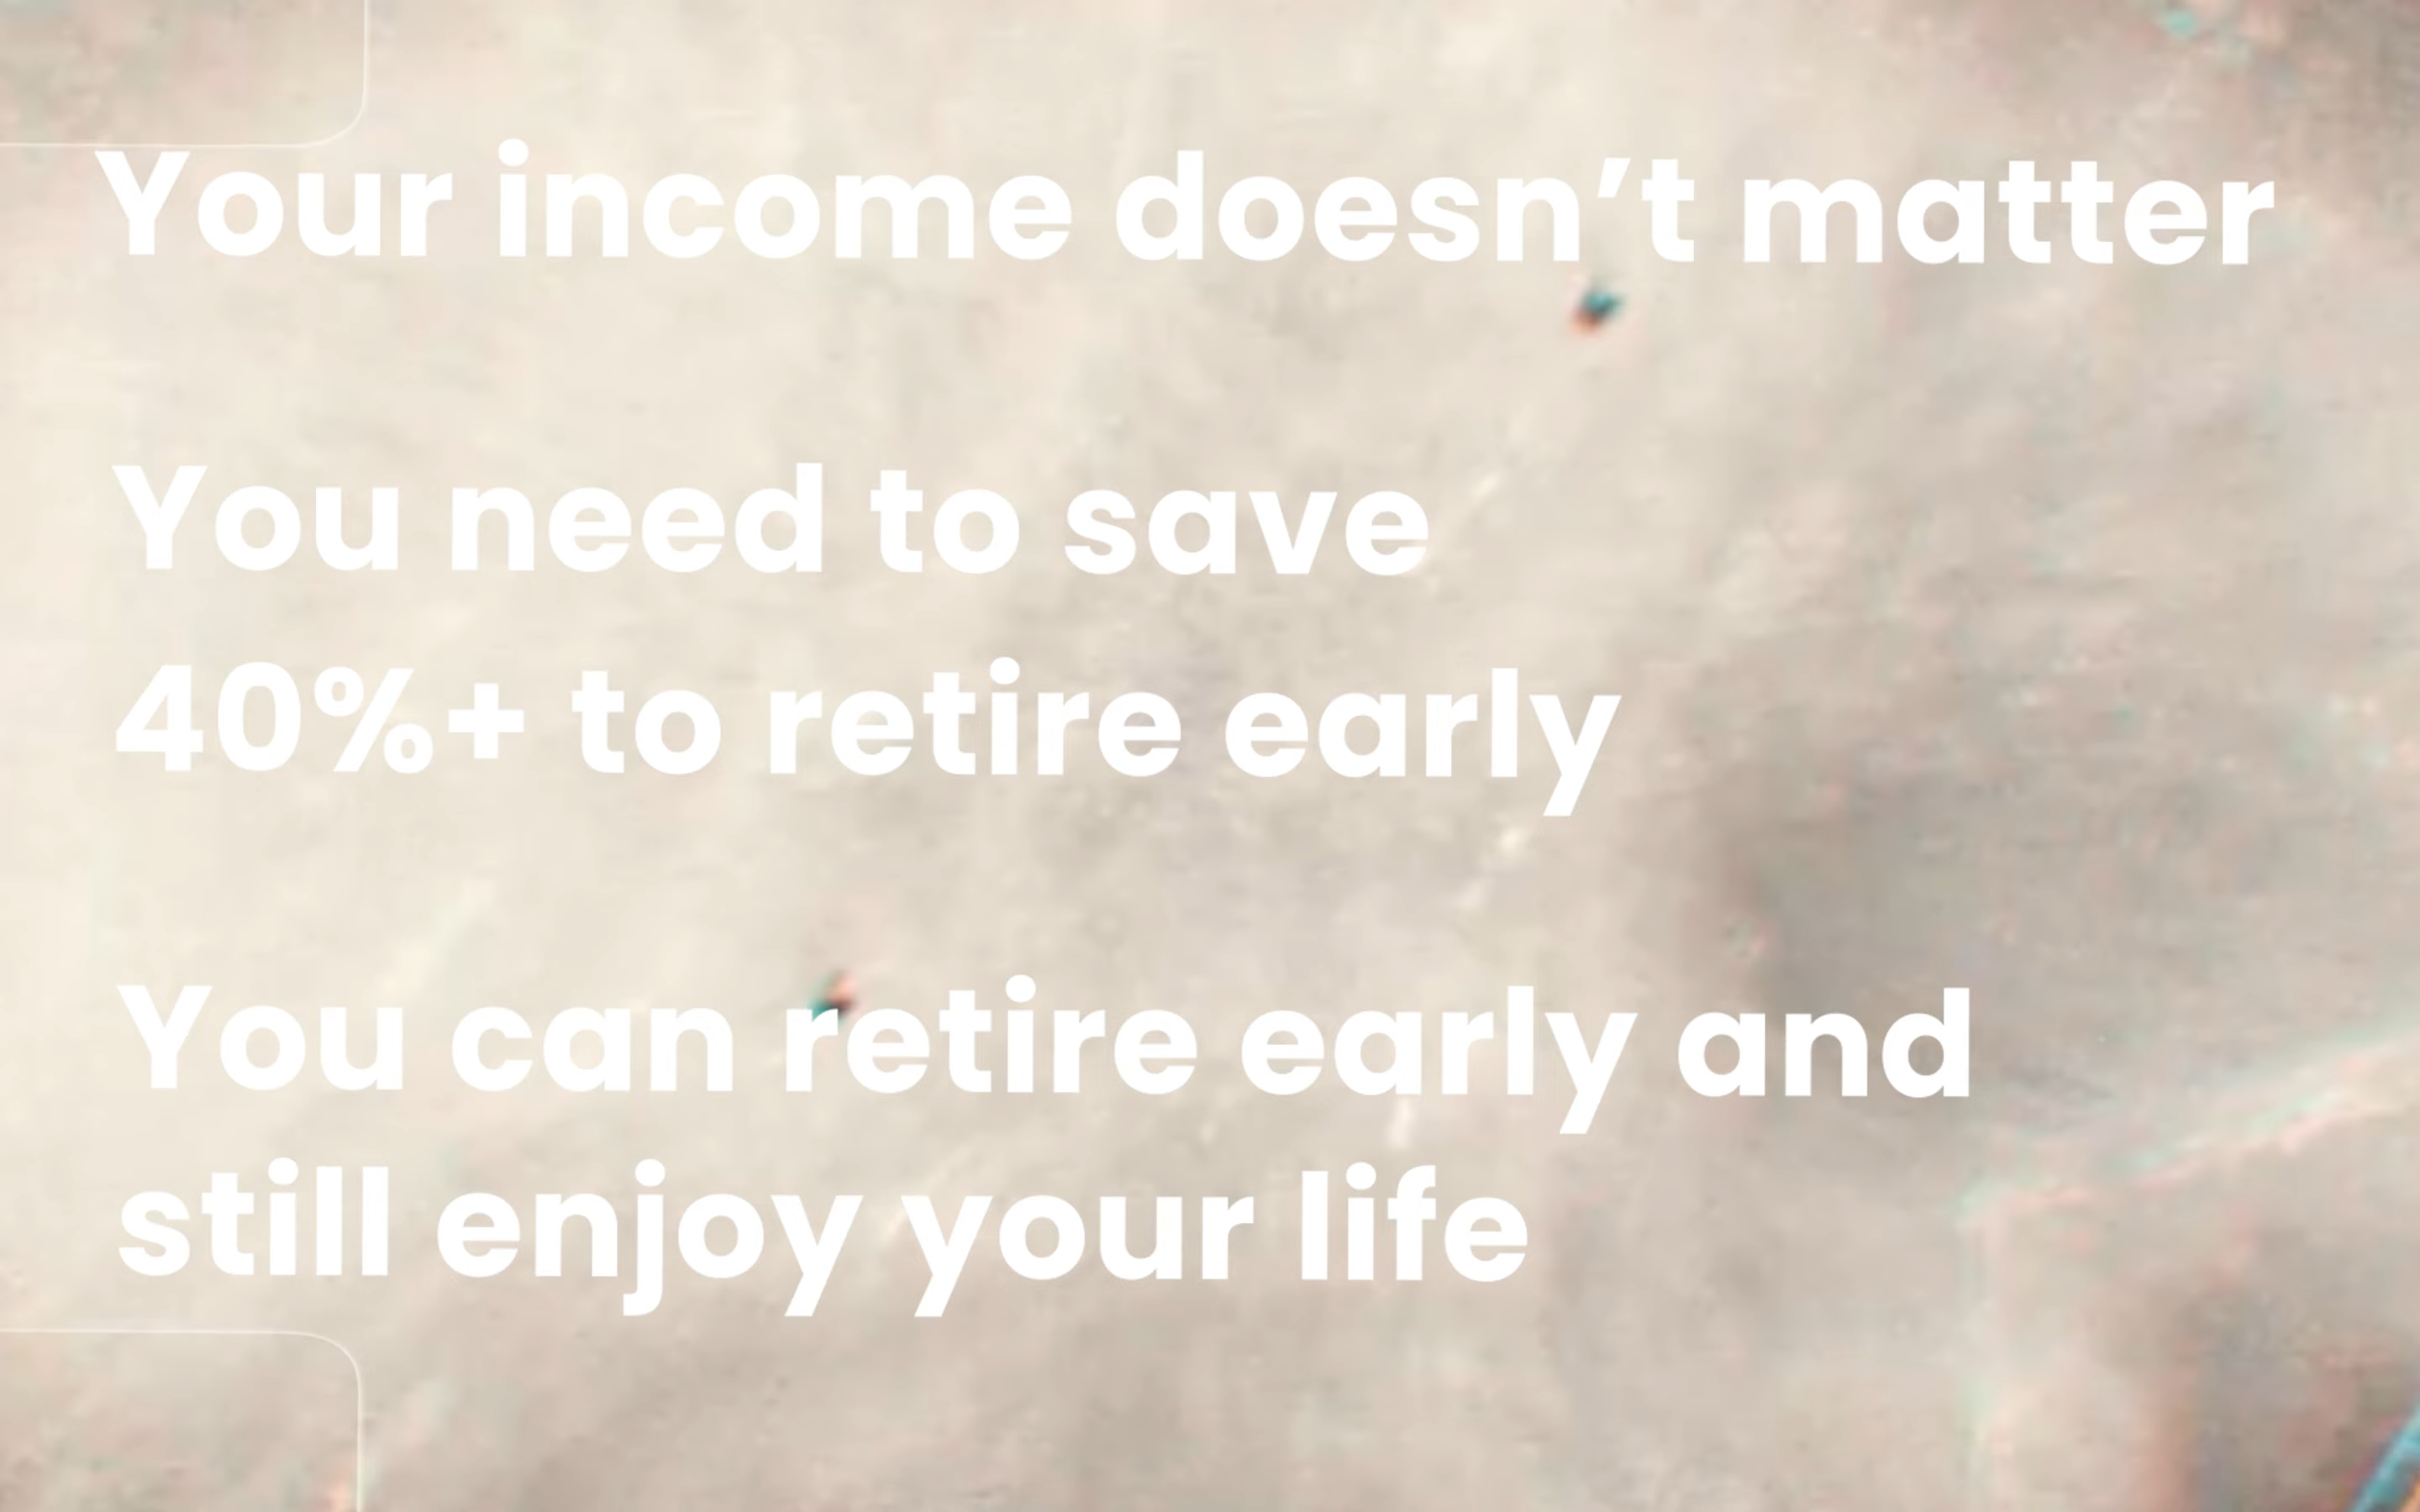 Your income doesn’t matter
You need to save
40%+ to retire early
You can retire early and
still enjoy your life